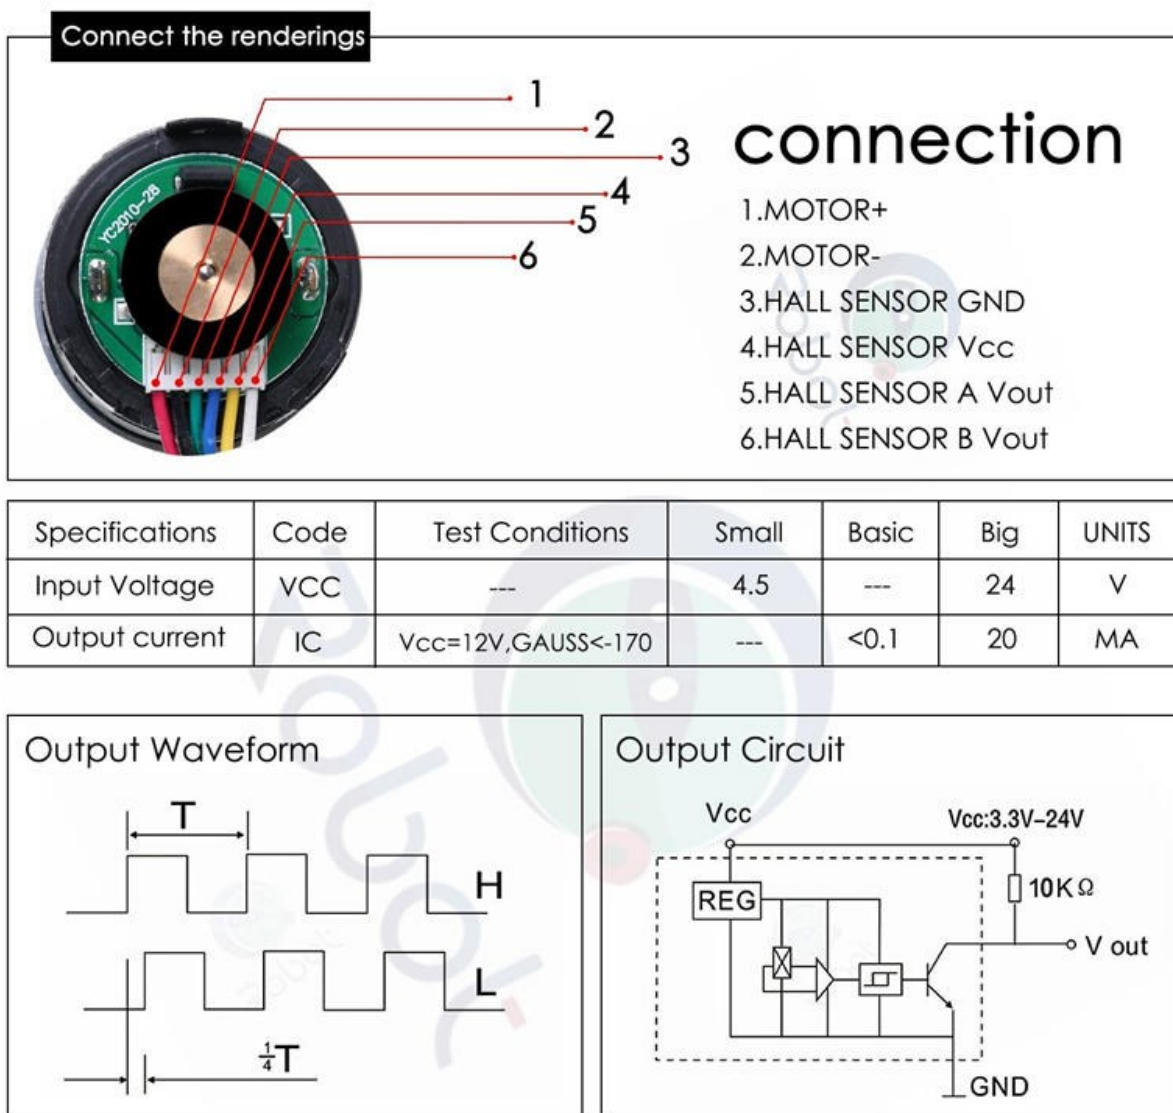 Connect the renderings
1
2
3
4
5
6
YC2010-2B
connection
1.MOTOR+
2.MOTOR-
3.HALL SENSOR GND
4.HALL SENSOR Vcc
5.HALL SENSOR A Vout
6.HALL SENSOR B Vout
Specifications Code Test Conditions Small Basic Big UNITS
Input Voltage VCC --- 4.5 --- 24 V
Output current IC Vcc=12V,GAUSS<-170 --- <0.1 20 MA
Output Waveform
T
H
L
¼T
Output Circuit
Vcc
Vcc:3.3V-24V
REG
10K Ω
V out
GND
Robot